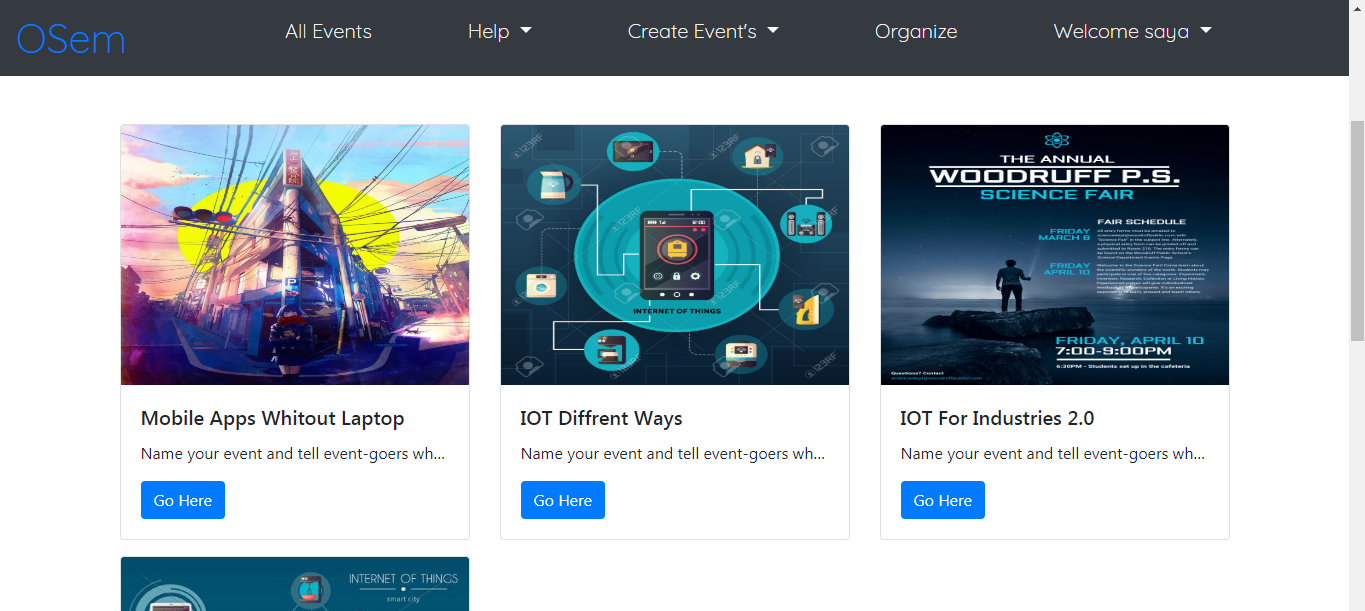 OSem
All Events
Help
Create Event's
Organize
Welcome saya
THE ANNUAL
WOODRUFF P.S.
SCIENCE FAIR
FAIR SCHEDULE
FRIDAY
MARCH 8
FRIDAY
APRIL 10
FRIDAY, APRIL 10
7:00-9:00PM
6:30PM - Students set up in the cafeteria
Questions? Contact
123RF
INTERNET OF THINGS
Mobile Apps Whitout Laptop
Name your event and tell event-goers wh...
Go Here
IOT Diffrent Ways
Name your event and tell event-goers wh...
Go Here
IOT For Industries 2.0
Name your event and tell event-goers wh...
Go Here
INTERNET OF THINGS
smart city